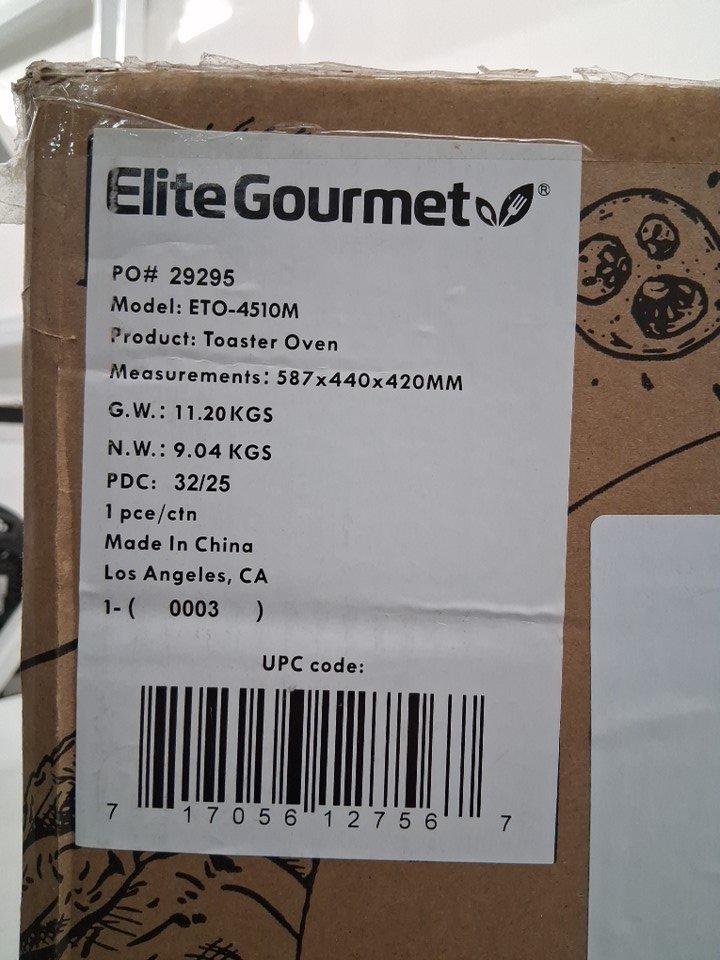 Elite Gourmet®
PO# 29295
Model: ETO-4510M
Product: Toaster Oven
Measurements: 587x440x420MM
G.W.: 11.20KGS
N.W.: 9.04 KGS
PDC: 32/25
1 pce/ctn
Made In China
Los Angeles, CA
1- ( 0003 )
UPC code:
7 17056 12756 7